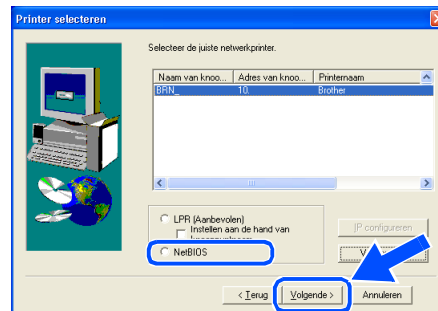 Printer selecteren
Selecteer de juiste netwerkprinter.
Naam van knoo... Adres van knoo... Printernaam
BRN_ 10. Brother
LPR (Aanbevolen)
Instellen aan de hand van
NetBIOS
IP configureren
< Terug Volgende > Annuleren